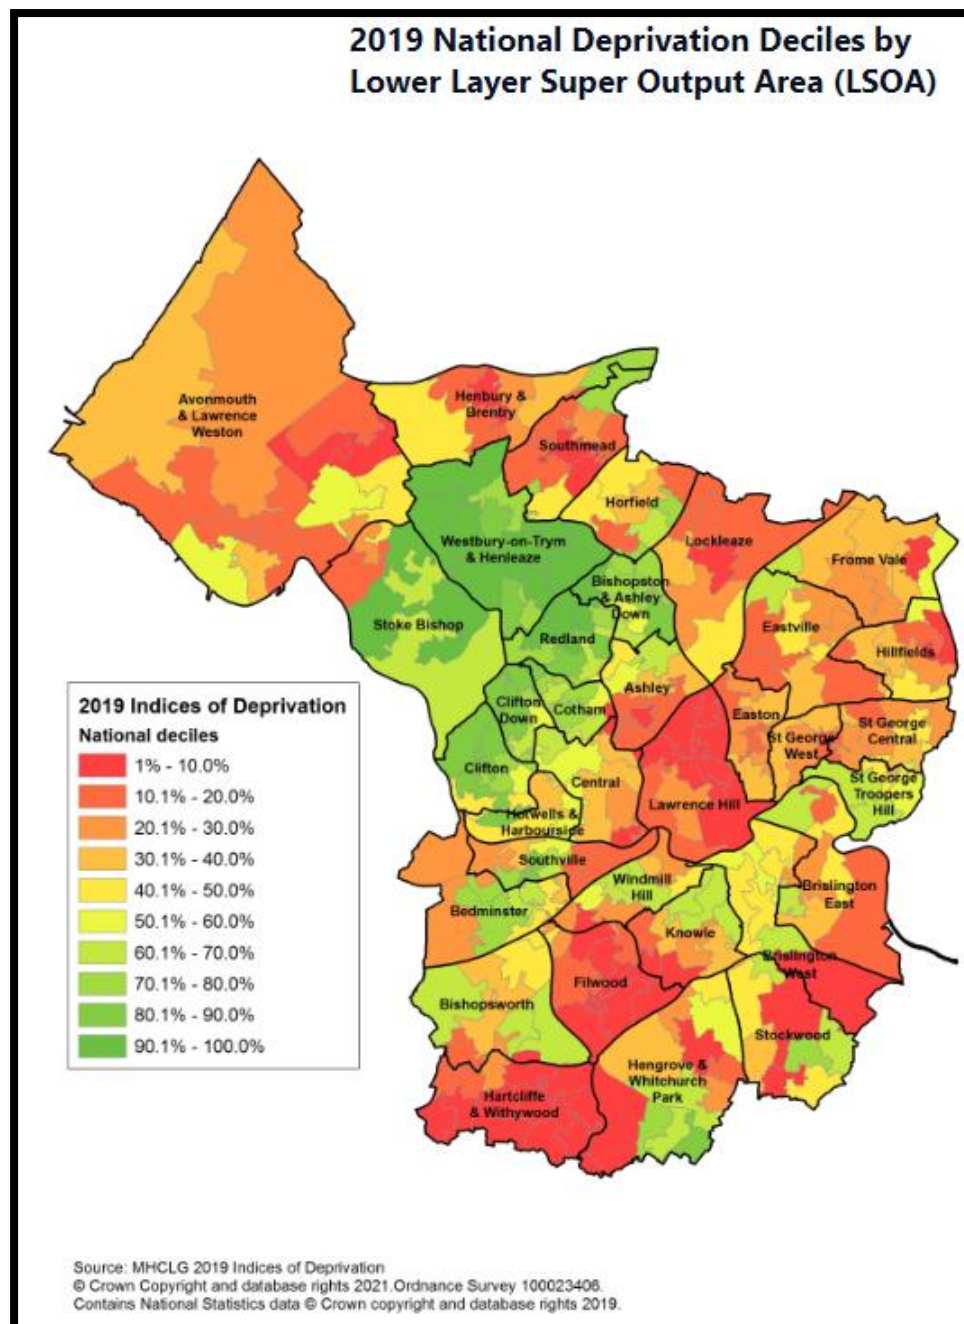 2019 National Deprivation Deciles by
Lower Layer Super Output Area (LSOA)
Avonmouth
& Lawrence
Weston
Henbury &
Brentry
Southmead
Horfield
Lockleaze
Frome Vale
Westbury-on-Trym
& Henleaze
Bishopston
& Ashley
Down
Stoke Bishop
Redland
Eastville
Hillfields
Ashley
Clifton
Down
Cotham
Easton
St George
West
St George
Central
Clifton
Central
Lawrence Hill
St George
Troopers
Hill
Hotwells &
Harbourside
Southville
Windmill
Hill
Bedminster
Brislington
East
Knowle
Brislington
West
Filwood
Bishopsworth
Stockwood
Hengrove &
Whitchurch
Park
Hartcliffe
& Withywood
2019 Indices of Deprivation
National deciles
1% - 10.0%
10.1% - 20.0%
20.1% - 30.0%
30.1% - 40.0%
40.1% - 50.0%
50.1% - 60.0%
60.1% - 70.0%
70.1% - 80.0%
80.1% - 90.0%
90.1% - 100.0%
Source: MHCLG 2019 Indices of Deprivation
© Crown Copyright and database rights 2021.Ordnance Survey 100023406.
Contains National Statistics data © Crown copyright and database rights 2019.